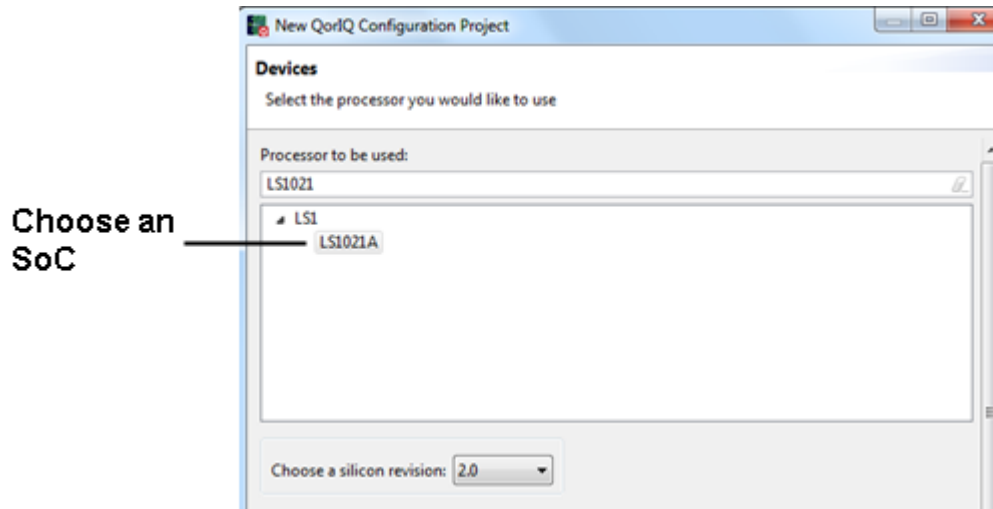 New QorIQ Configuration Project
Devices
Select the processor you would like to use
Processor to be used:
LS1021
LS1
LS1021A
Choose an
SoC
Choose a silicon revision: 2.0